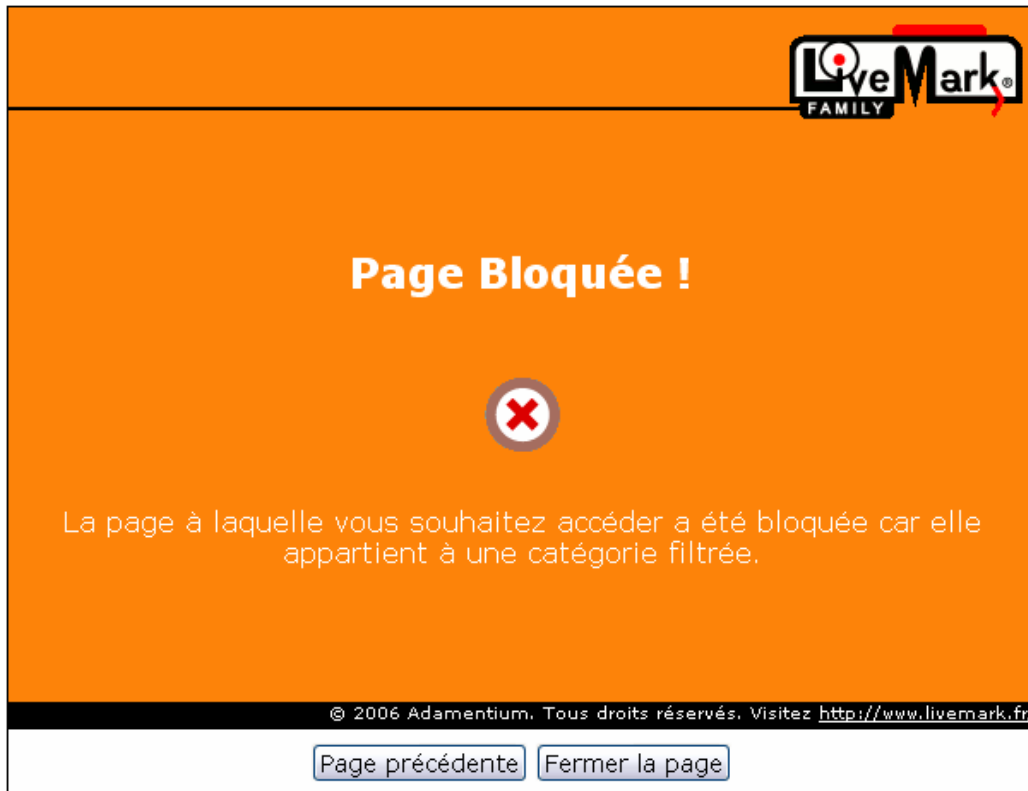 LiveMark®
FAMILY
Page Bloquée !
La page à laquelle vous souhaitez accéder a été bloquée car elle
appartient à une catégorie filtrée.
© 2006 Adamentium. Tous droits réservés. Visitez http://www.livemark.fr
Page précédente Fermer la page